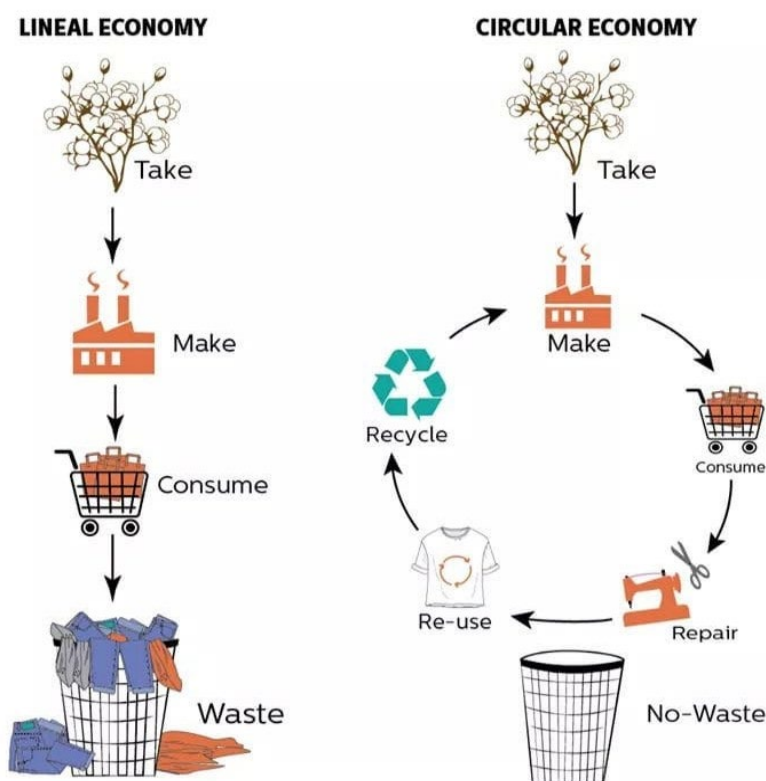 LINEAL ECONOMY
Take
Make
Consume
Waste
CIRCULAR ECONOMY
Take
Make
Consume
Repair
Re-use
Recycle
No-Waste